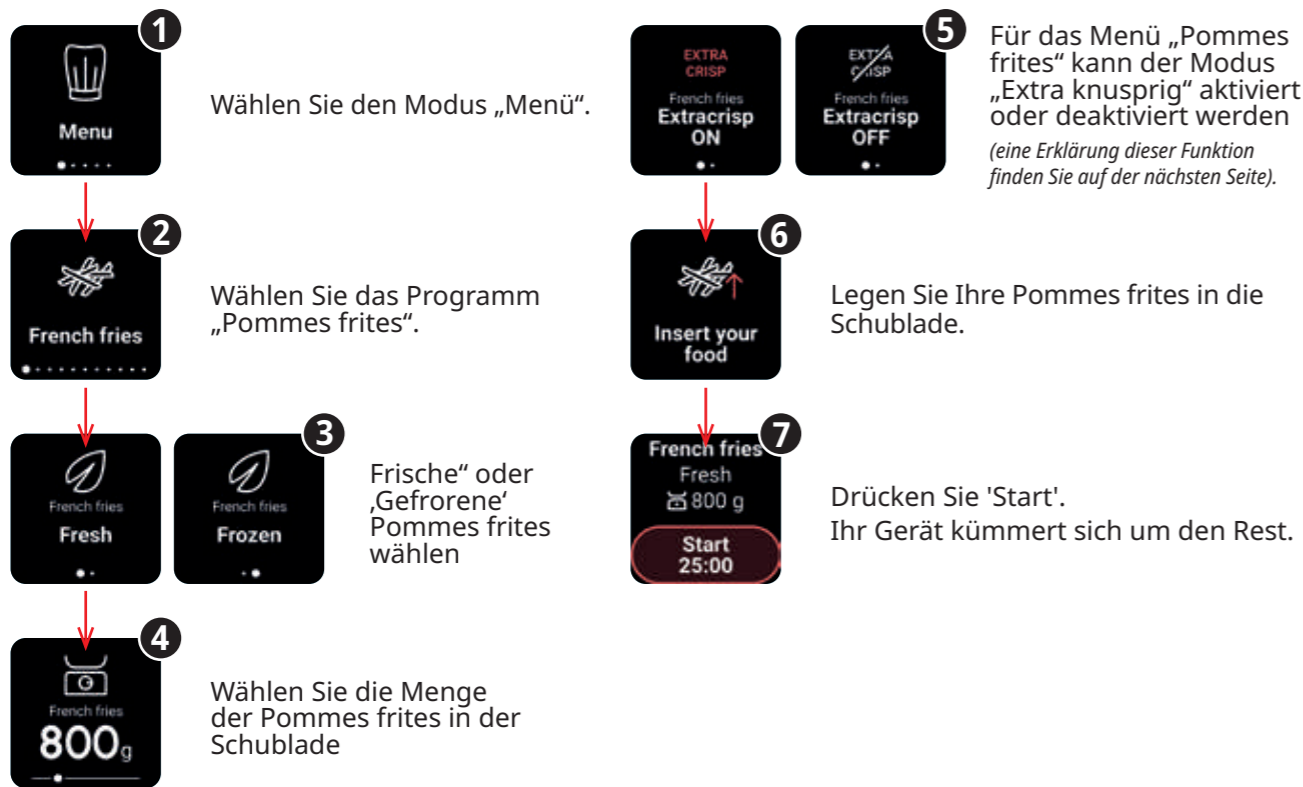 1
Menu
Wählen Sie den Modus „Menü“.
2
French fries
Wählen Sie das Programm
„Pommes frites“.
3
French fries
Fresh
French fries
Frozen
Frische“ oder
‚Gefrorene‘
Pommes frites
wählen
4
French fries
800g
Wählen Sie die Menge
der Pommes frites in der
Schublade
5
EXTRA
CRISP
French fries
Extracrisp
ON
EXTRA
CRISP
French fries
Extracrisp
OFF
Für das Menü „Pommes
frites“ kann der Modus
„Extra knusprig“ aktiviert
oder deaktiviert werden
(eine Erklärung dieser Funktion
finden Sie auf der nächsten Seite).
6
Insert your
food
Legen Sie Ihre Pommes frites in die
Schublade.
7
French fries
Fresh
800 g
Start
25:00
Drücken Sie 'Start'.
Ihr Gerät kümmert sich um den Rest.